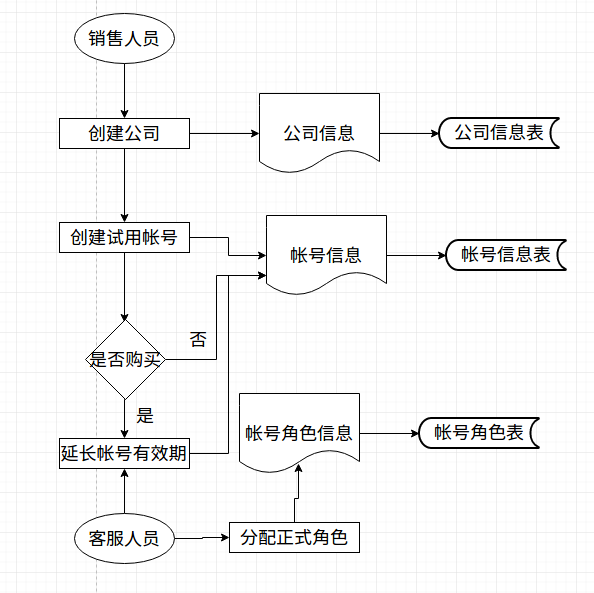 销售人员
创建公司
公司信息
公司信息表
创建试用帐号
帐号信息
帐号信息表
否
是否购买
是
延长帐号有效期
帐号角色信息
帐号角色表
客服人员
分配正式角色